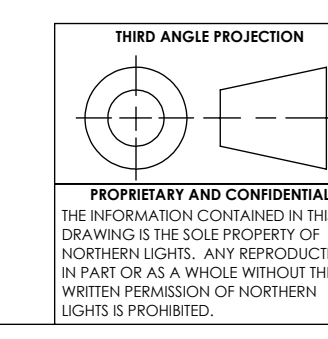 THIRD ANGLE PROJECTION
PROPRIETARY AND CONFIDENTIAL
THE INFORMATION CONTAINED IN
DRAWING IS THE SOLE PROPERTY OF
NORTHERN LIGHTS. ANY
IN PART OR AS A WHOLE WITHOUT
WRITTEN PERMISSION OF NORTHERN
LIGHTS IS PROHIBITED.